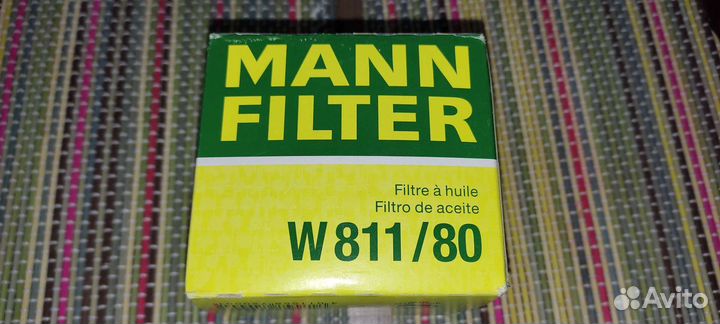 MANN
FILTER
Filtre à huile
Filtro de aceite
W 811/80
Avito